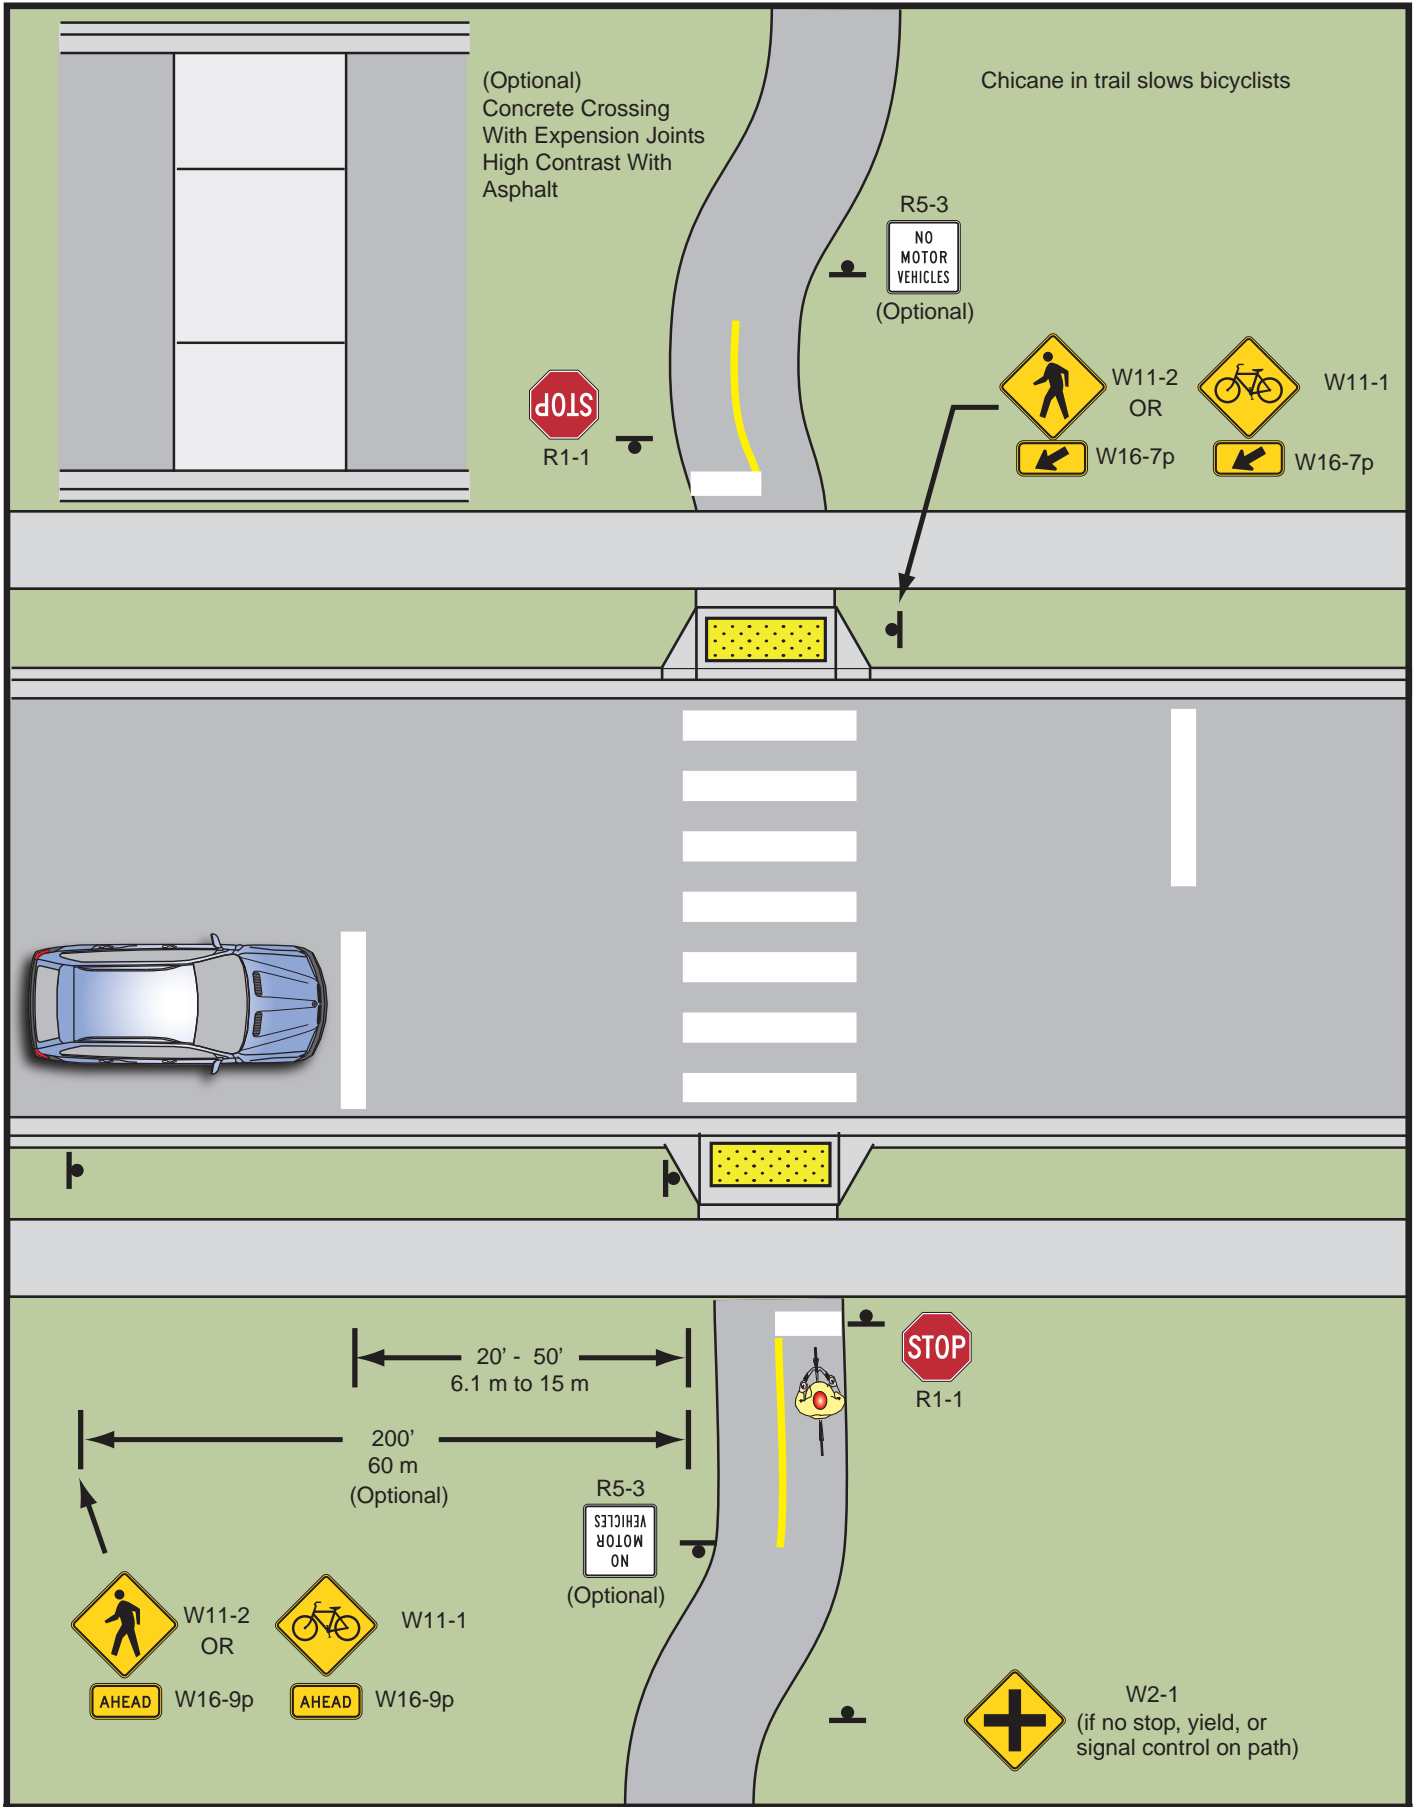 (Optional)
Concrete Crossing
With Expension Joints
High Contrast With
Asphalt
Chicane in trail slows bicyclists
R5-3
NO
MOTOR
VEHICLES
(Optional)
STOP
R1-1
W11-2
OR
W11-1
W16-7p
W16-7p
20' - 50'
6.1 m to 15 m
STOP
R1-1
200'
60 m
(Optional)
R5-3
NO
MOTOR
VEHICLES
(Optional)
W11-2
OR
W11-1
AHEAD
W16-9p
AHEAD
W16-9p
W2-1
(if no stop, yield, or
signal control on path)